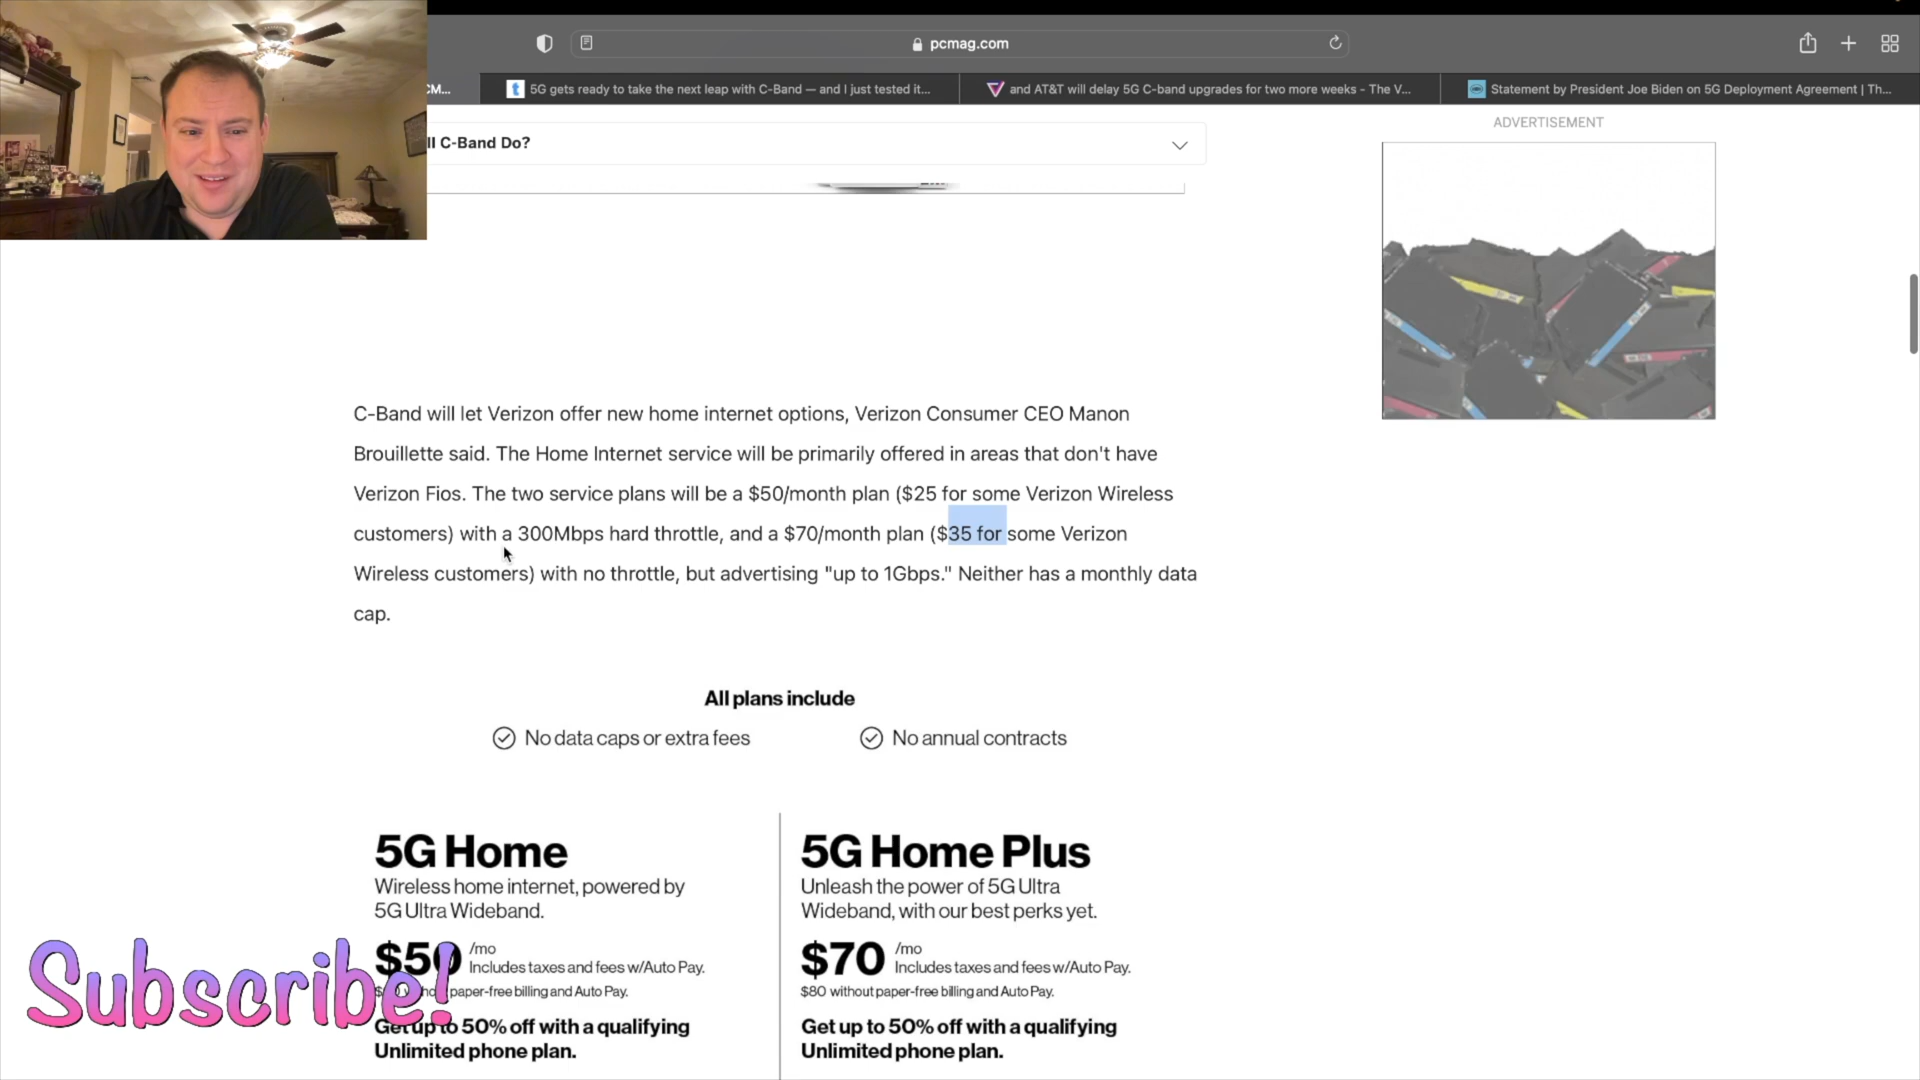 pcmag.com
CM...
5G gets ready to take the next leap with C-Band — and I just tested it...
and AT&T will delay 5G C-band upgrades for two more weeks - The V...
Statement by President Joe Biden on 5G Deployment Agreement | Th...
ll C-Band Do?
ADVERTISEMENT
C-Band will let Verizon offer new home internet options, Verizon Consumer CEO Manon
Brouillette said. The Home Internet service will be primarily offered in areas that don't have
Verizon Fios. The two service plans will be a $50/month plan ($25 for some Verizon Wireless
customers) with a 300Mbps hard throttle, and a $70/month plan ($35 for some Verizon
Wireless customers) with no throttle, but advertising "up to 1Gbps." Neither has a monthly data
cap.
All plans include
No data caps or extra fees
No annual contracts
5G Home
Wireless home internet, powered by
5G Ultra Wideband.
$50 /mo
Includes taxes and fees w/Auto Pay.
paper-free billing and Auto Pay.
Get up to 50% off with a qualifying
Unlimited phone plan.
5G Home Plus
Unleash the power of 5G Ultra
Wideband, with our best perks yet.
$70 /mo
Includes taxes and fees w/Auto Pay.
$80 without paper-free billing and Auto Pay.
Get up to 50% off with a qualifying
Unlimited phone plan.
Subscribe!